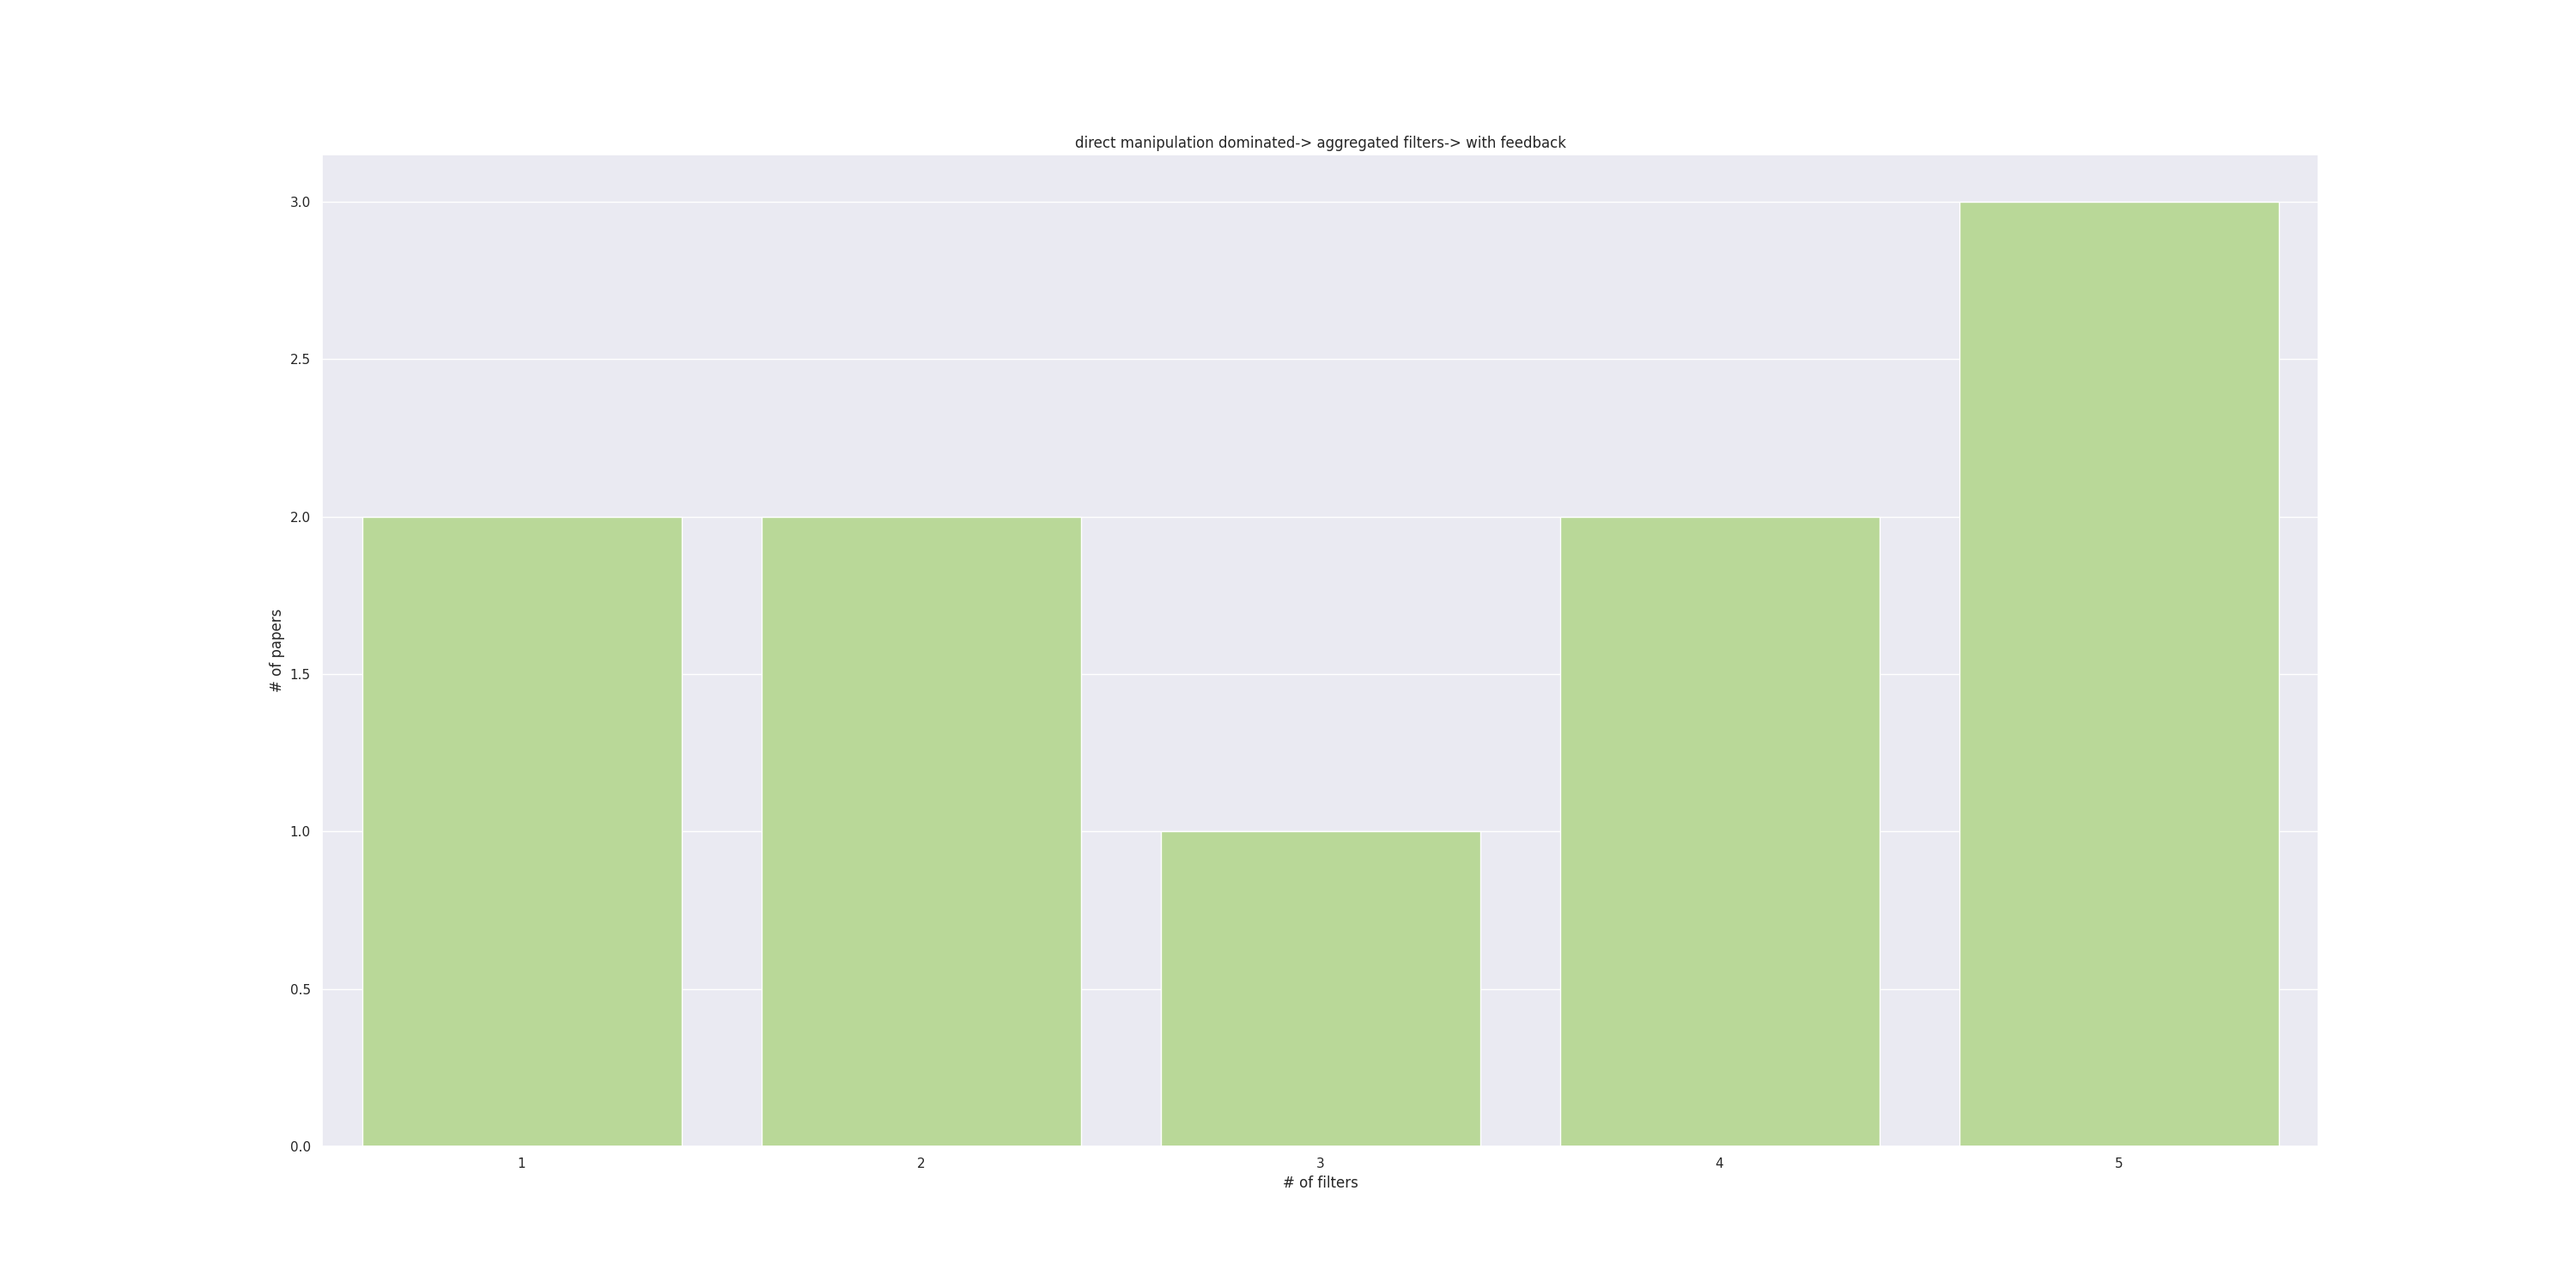 direct manipulation dominated-> aggregated filters-> with feedback
3.0
2.5
2.0
1.5
1.0
0.5
0.0
# of papers
1 2 3 4 5
# of filters